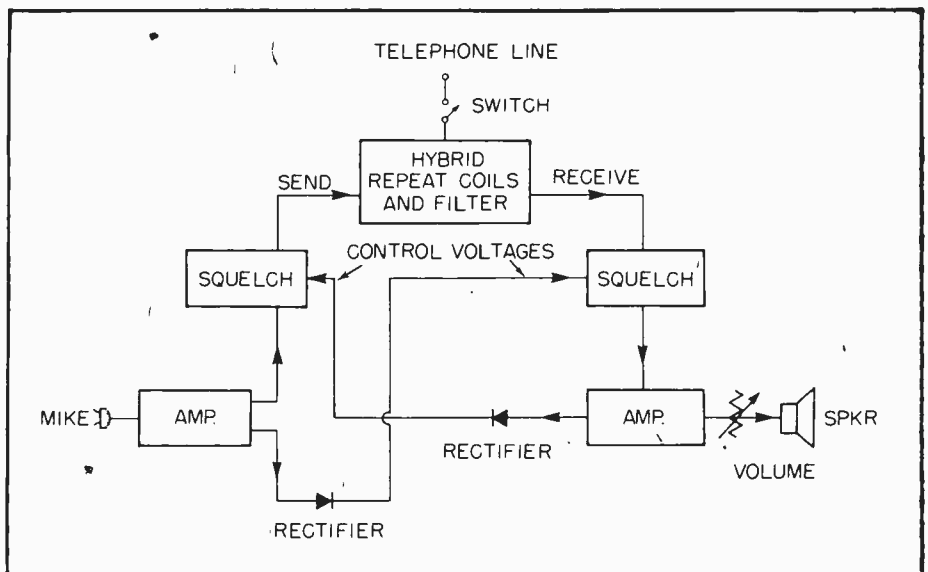 TELEPHONE LINE
SWITCH
HYBRID
REPEAT COILS
AND FILTER
SEND
RECEIVE
CONTROL VOLTAGES
SQUELCH
SQUELCH
MIKE
AMP.
AMP.
SPKR
RECTIFIER
VOLUME
RECTIFIER